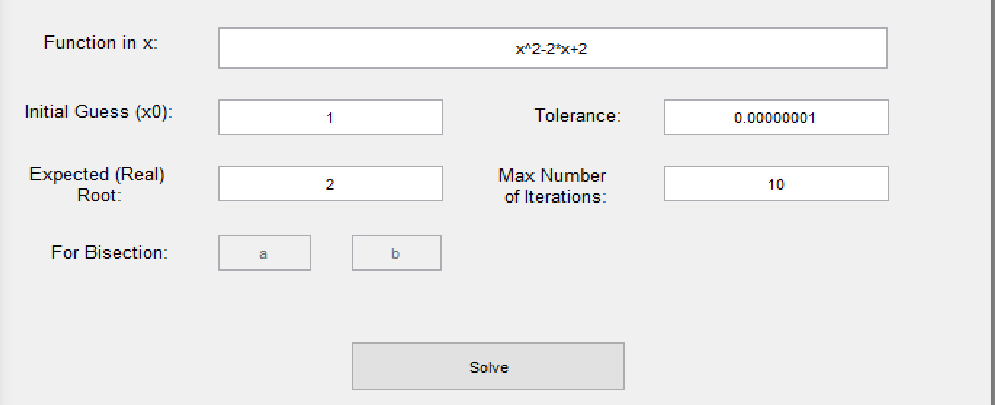 Function in x:
x^2-2*x+2
Initial Guess (x0):
1
Tolerance:
0.00000001
Expected (Real)
Root:
2
Max Number
of Iterations:
10
For Bisection:
a
b
Solve